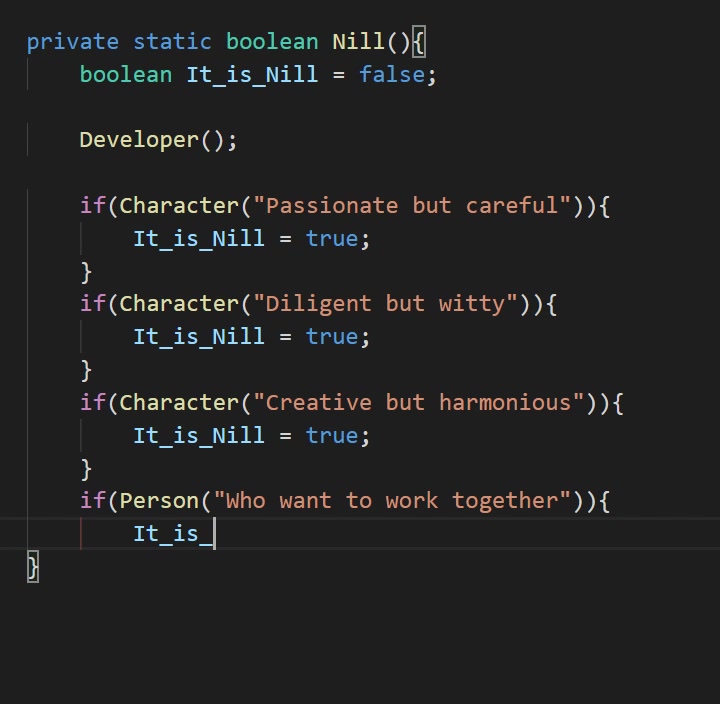 private static boolean Nill(){
    boolean It_is_Nill = false;
    Developer();
    if(Character("Passionate but careful")){
        It_is_Nill = true;
    }
    if(Character("Diligent but witty")){
        It_is_Nill = true;
    }
    if(Character("Creative but harmonious")){
        It_is_Nill = true;
    }
    if(Person("Who want to work together")){
        It_is_
}